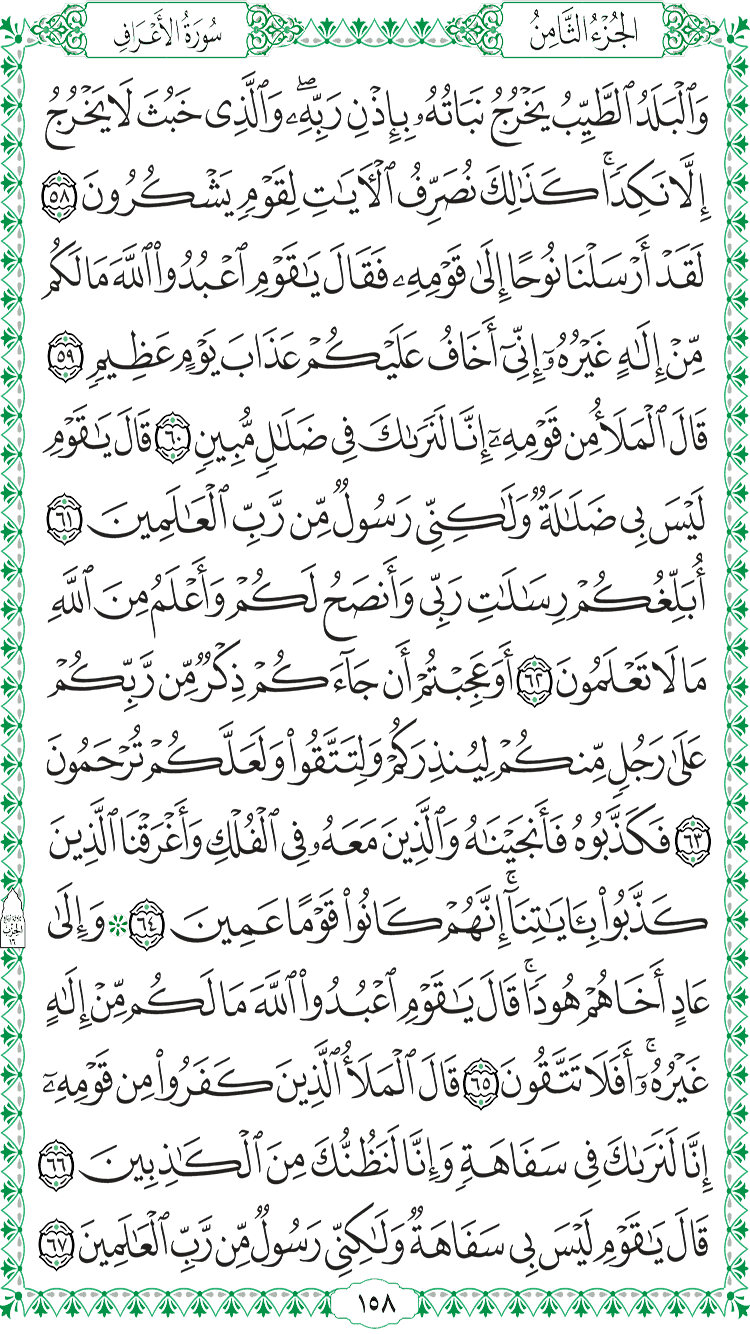 الجُزْءُ الثَّامِنُ
سُورَةُ الأَعْرَافِ
وَٱلْبَلَدُ ٱلطَّيِّبُ يَخْرُجُ نَبَاتُهُۥ بِإِذْنِ رَبِّهِۦۖ وَٱلَّذِى خَبُثَ لَا يَخْرُجُ
إِلَّا نَكِدًاۚ كَذَٰلِكَ نُصَرِّفُ ٱلْأَيَٰتِ لِقَوْمٍ يَشْكُرُونَ ٥٨
لَقَدْ أَرْسَلْنَا نُوحًا إِلَىٰ قَوْمِهِۦ فَقَالَ يَٰقَوْمِ ٱعْبُدُوا۟ ٱللَّهَ مَا لَكُم
مِّنْ إِلَٰهٍ غَيْرُهُۥٓ إِنِّىٓ أَخَافُ عَلَيْكُمْ عَذَابَ يَوْمٍ عَظِيمٍ ٥٩
قَالَ ٱلْمَلَأُ مِن قَوْمِهِۦٓ إِنَّا لَنَرَىٰكَ فِى ضَلَٰلٍ مُّبِينٍ ٦٠ قَالَ يَٰقَوْمِ
لَيْسَ بِى ضَلَٰلَةٌ وَلَٰكِنِّى رَسُولٌ مِّن رَّبِّ ٱلْعَٰلَمِينَ ٦١
أُبَلِّغُكُمْ رِسَٰلَٰتِ رَبِّى وَأَنصَحُ لَكُمْ وَأَعْلَمُ مِنَ ٱللَّهِ
مَا لَا تَعْلَمُونَ ٦٢ أَوَعَجِبْتُمْ أَن جَآءَكُمْ ذِكْرٌ مِّن رَّبِّكُمْ
عَلَىٰ رَجُلٍ مِّنكُمْ لِيُنذِرَكُمْ وَلِتَتَّقُوا۟ وَلَعَلَّكُمْ تُرْحَمُونَ
٦٣ فَكَذَّبُوهُ فَأَنجَيْنَٰهُ وَٱلَّذِينَ مَعَهُۥ فِى ٱلْفُلْكِ وَأَغْرَقْنَا ٱلَّذِينَ
كَذَّبُوا۟ بِـَٔايَٰتِنَآۚ إِنَّهُمْ كَانُوا۟ قَوْمًا عَمِينَ ٦٤ وَإِلَىٰ
عَادٍ أَخَاهُمْ هُودًاۚ قَالَ يَٰقَوْمِ ٱعْبُدُوا۟ ٱللَّهَ مَا لَكُم مِّنْ إِلَٰهٍ
غَيْرُهُۥٓۚ أَفَلَا تَتَّقُونَ ٦٥ قَالَ ٱلْمَلَأُ ٱلَّذِينَ كَفَرُوا۟ مِن قَوْمِهِۦٓ
إِنَّا لَنَرَىٰكَ فِى سَفَاهَةٍ وَإِنَّا لَنَظُنُّكَ مِنَ ٱلْكَٰذِبِينَ ٦٦
قَالَ يَٰقَوْمِ لَيْسَ بِى سَفَاهَةٌ وَلَٰكِنِّى رَسُولٌ مِّن رَّبِّ ٱلْعَٰلَمِينَ ٦٧
١٥٨